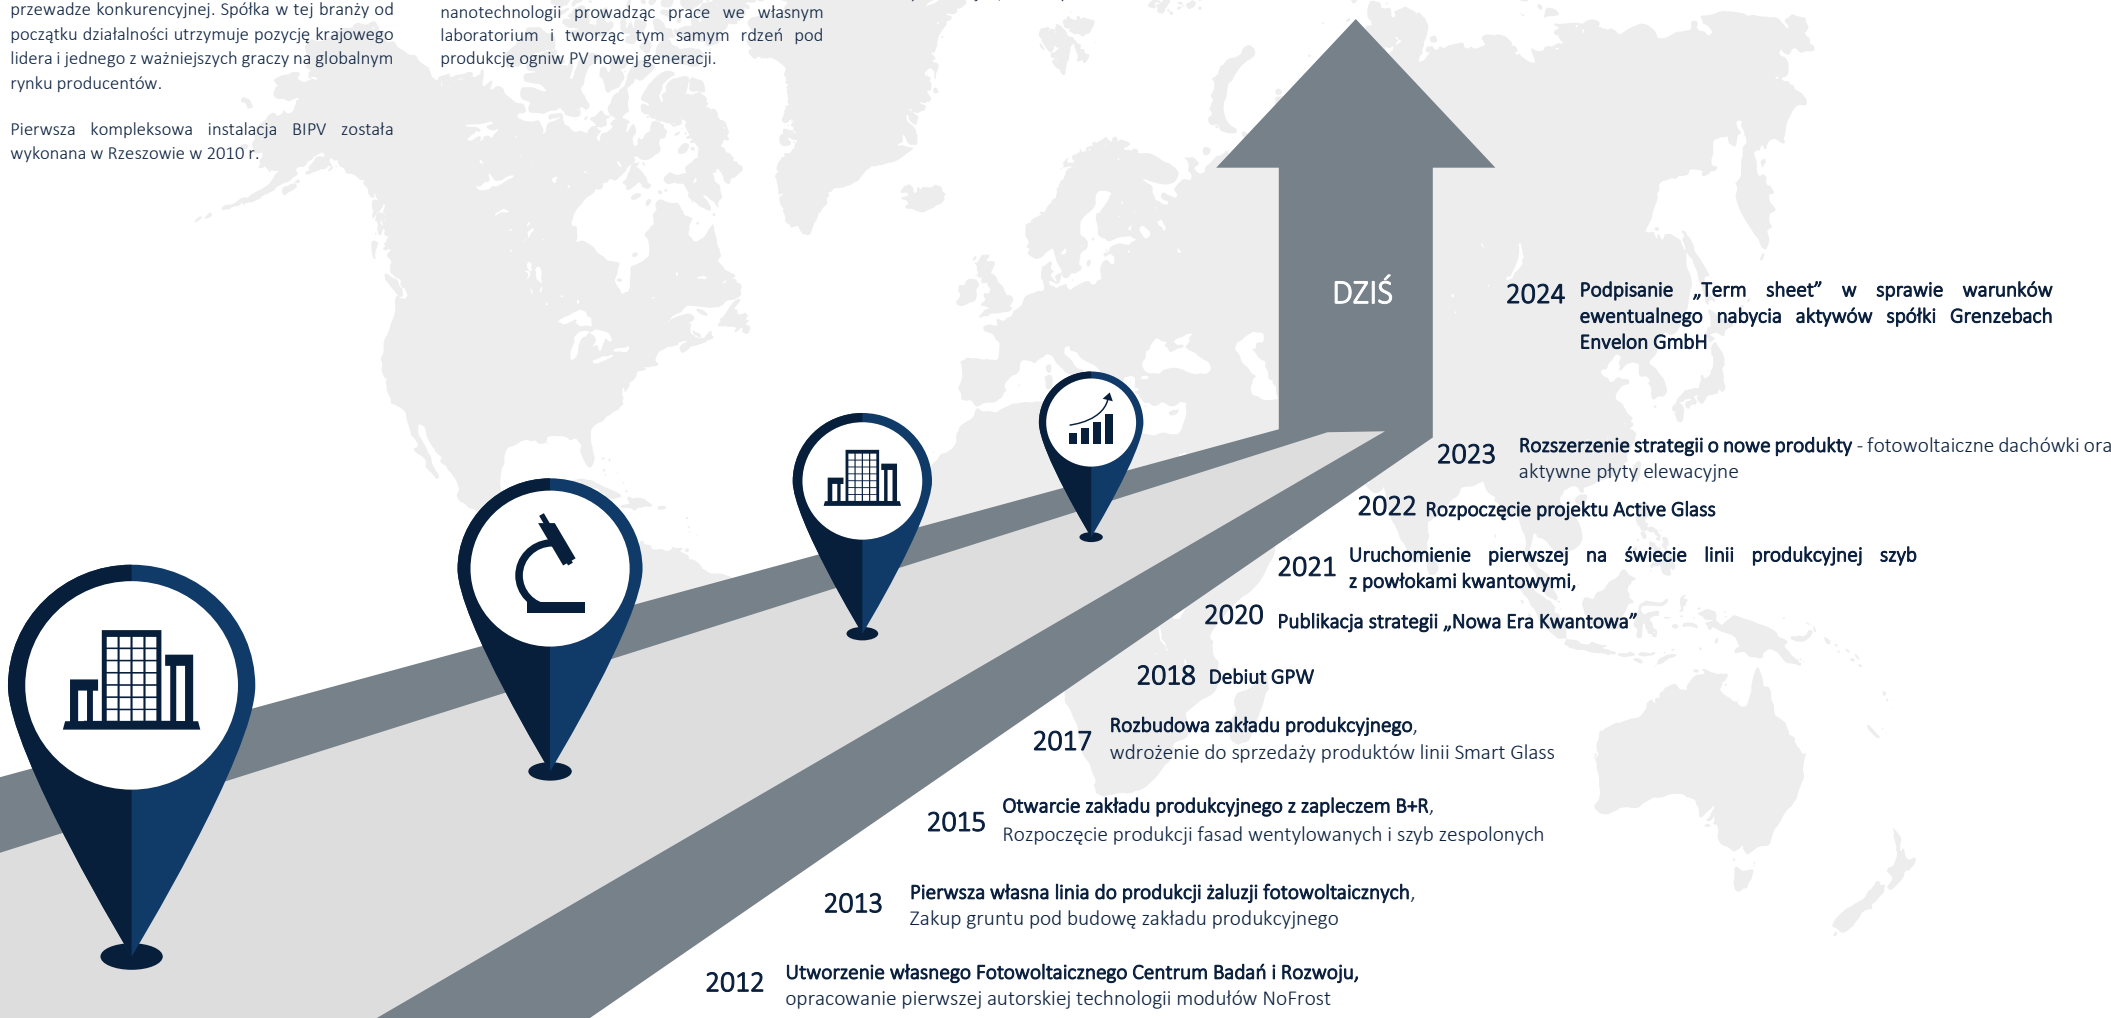 przewadze konkurencyjnej. Spółka w tej branży od
początku działalności utrzymuje pozycję krajowego
lidera i jednego z ważniejszych graczy na globalnym
rynku producentów.
Pierwsza kompleksowa instalacja BIPV została
wykonana w Rzeszowie w 2010 r.
nanotechnologii prowadząc prace we własnym
laboratorium i tworząc tym samym rdzeń pod
produkcję ogniw PV nowej generacji.
DZIŚ
2024 Podpisanie „Term sheet” w sprawie warunków
ewentualnego nabycia aktywów spółki Grenzebach
Envelon GmbH
2023 Rozszerzenie strategii o nowe produkty - fotowoltaiczne dachówki ora
aktywne płyty elewacyjne
2022 Rozpoczęcie projektu Active Glass
2021 Uruchomienie pierwszej na świecie linii produkcyjnej szyb
z powłokami kwantowymi,
2020 Publikacja strategii „Nowa Era Kwantowa”
2018 Debiut GPW
2017 Rozbudowa zakładu produkcyjnego,
wdrożenie do sprzedaży produktów linii Smart Glass
2015 Otwarcie zakładu produkcyjnego z zapleczem B+R,
Rozpoczęcie produkcji fasad wentylowanych i szyb zespolonych
2013 Pierwsza własna linia do produkcji żaluzji fotowoltaicznych,
Zakup gruntu pod budowę zakładu produkcyjnego
2012 Utworzenie własnego Fotowoltaicznego Centrum Badań i Rozwoju,
opracowanie pierwszej autorskiej technologii modułów NoFrost